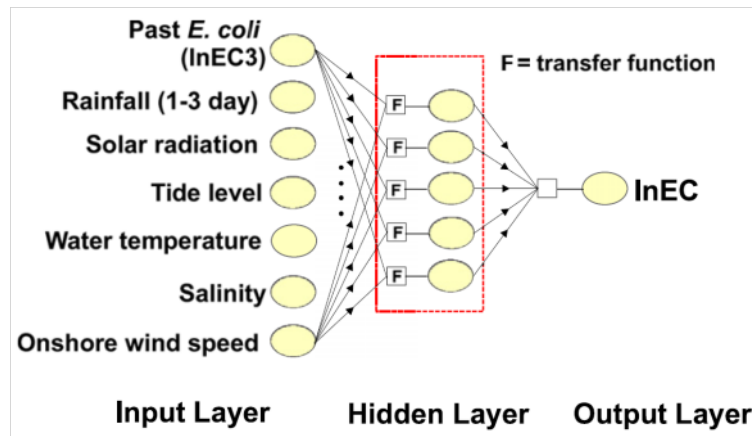 Past E. coli
(lnEC3)
F = transfer function
Rainfall (1-3 day)
F
Solar radiation
F
Tide level
F
lnEC
Water temperature
F
Salinity
F
Onshore wind speed
Input Layer
Hidden Layer
Output Layer